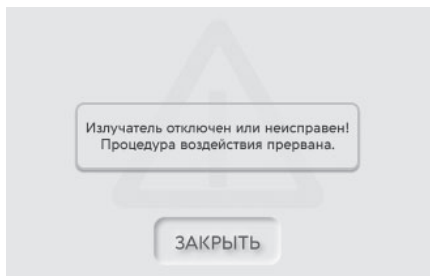 Излучатель отключен или неисправен!
Процедура воздействия прервана.
ЗАКРЫТЬ